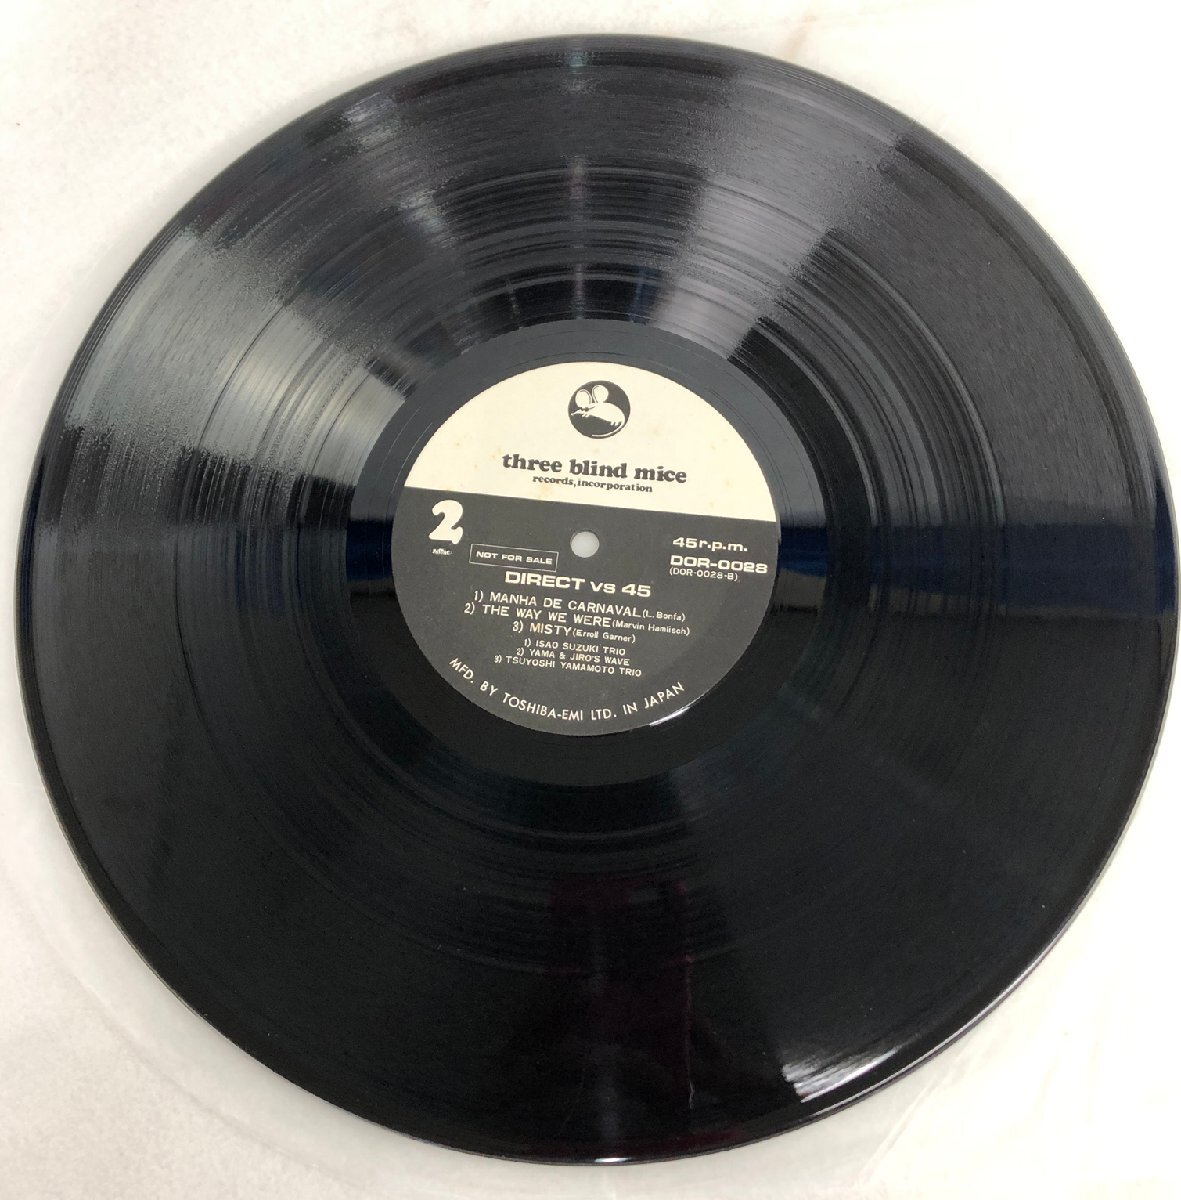 three blind mice
records, incorporation
2
NOT FOR SALE
45 r.p.m.
DOR-0028
(DOR-0028-B)
DIRECT vs 45
1) MANHA DE CARNAVAL (L. Bonfa)
2) THE WAY WE WERE (Marvin Hamlisch)
3) MISTY (Erroll Garner)
1) ISAO SUZUKI TRIO
2) YAMA & JIRO'S WAVE
3) TSUYOSHI YAMAMOTO TRIO
MFD. BY TOSHIBA-EMI LTD. IN JAPAN